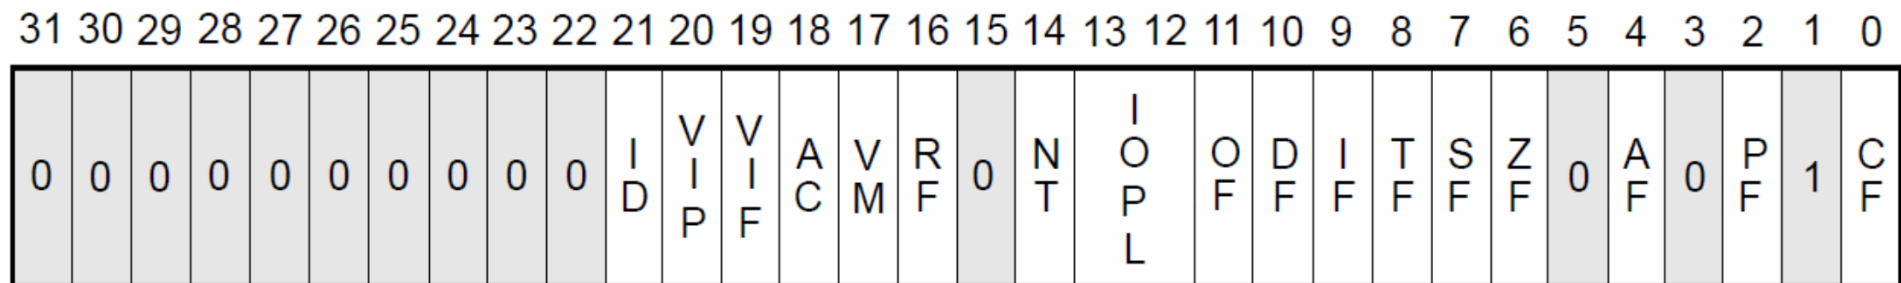 31 30 29 28 27 26 25 24 23 22 21 20 19 18 17 16 15 14 13 12 11 10 9 8 7 6 5 4 3 2 1 0
0 0 0 0 0 0 0 0 0 0 ID VIP VIF AC VM RF 0 NT IOPL OF DF IF TF SF ZF 0 AF 0 PF 1 CF